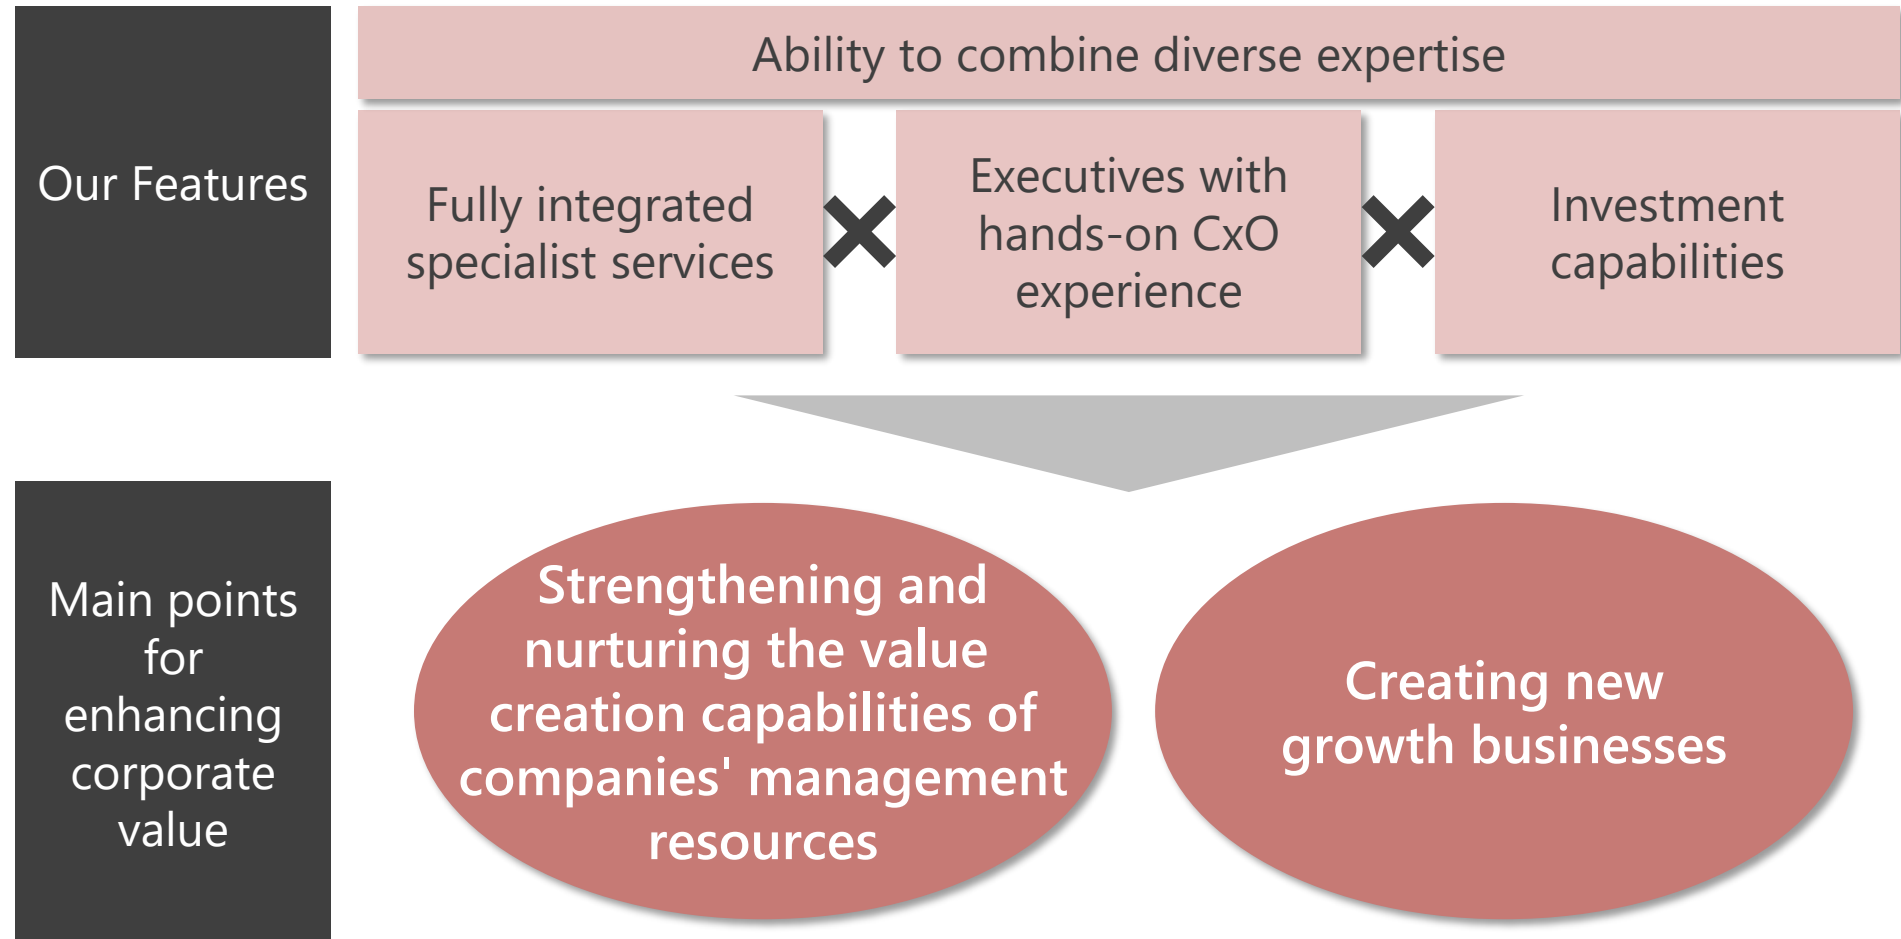 Our Features
Ability to combine diverse expertise
Fully integrated
specialist services
Executives with
hands-on CxO
experience
Investment
capabilities
Main points
for
enhancing
corporate
value
Strengthening and
nurturing the value
creation capabilities of
companies' management
resources
Creating new
growth businesses